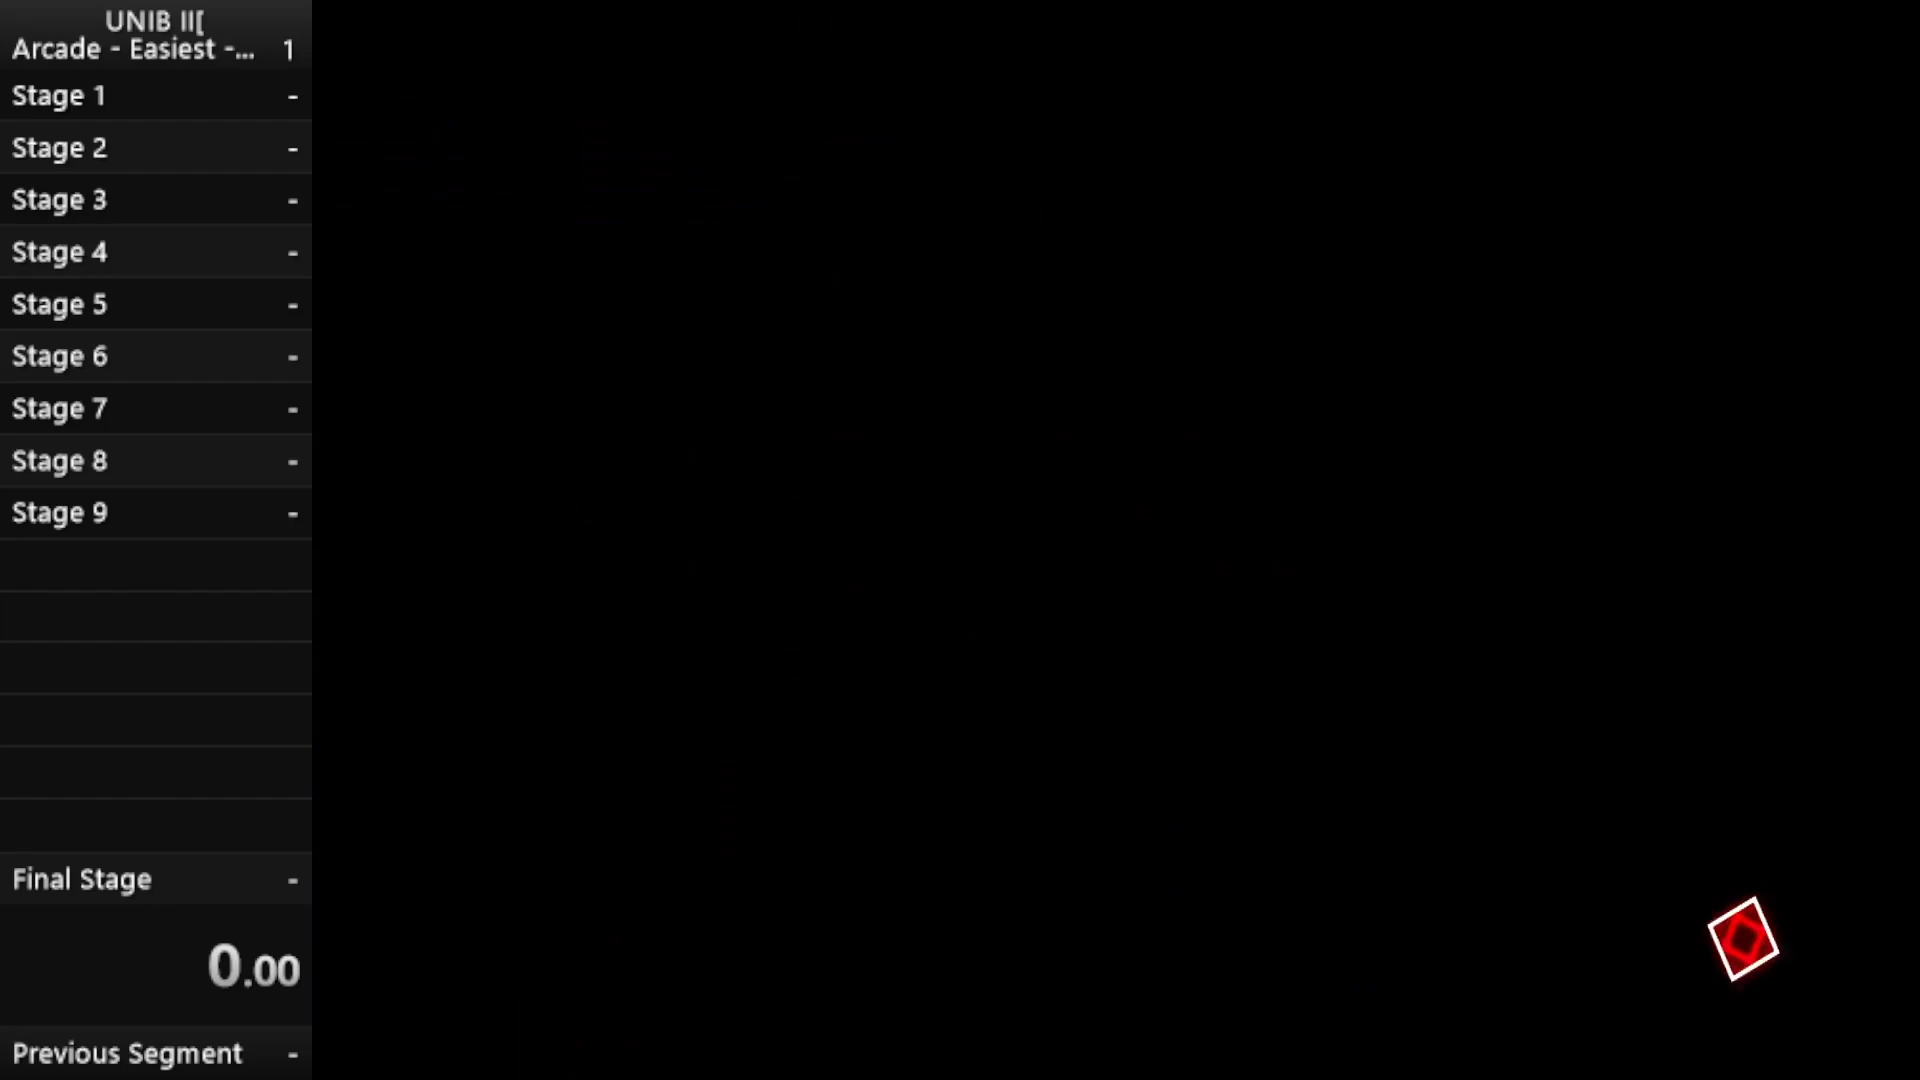 UNIB II[
Arcade - Easiest -... 1
Stage 1 -
Stage 2 -
Stage 3 -
Stage 4 -
Stage 5 -
Stage 6 -
Stage 7 -
Stage 8 -
Stage 9 -
Final Stage -
0.00
Previous Segment -